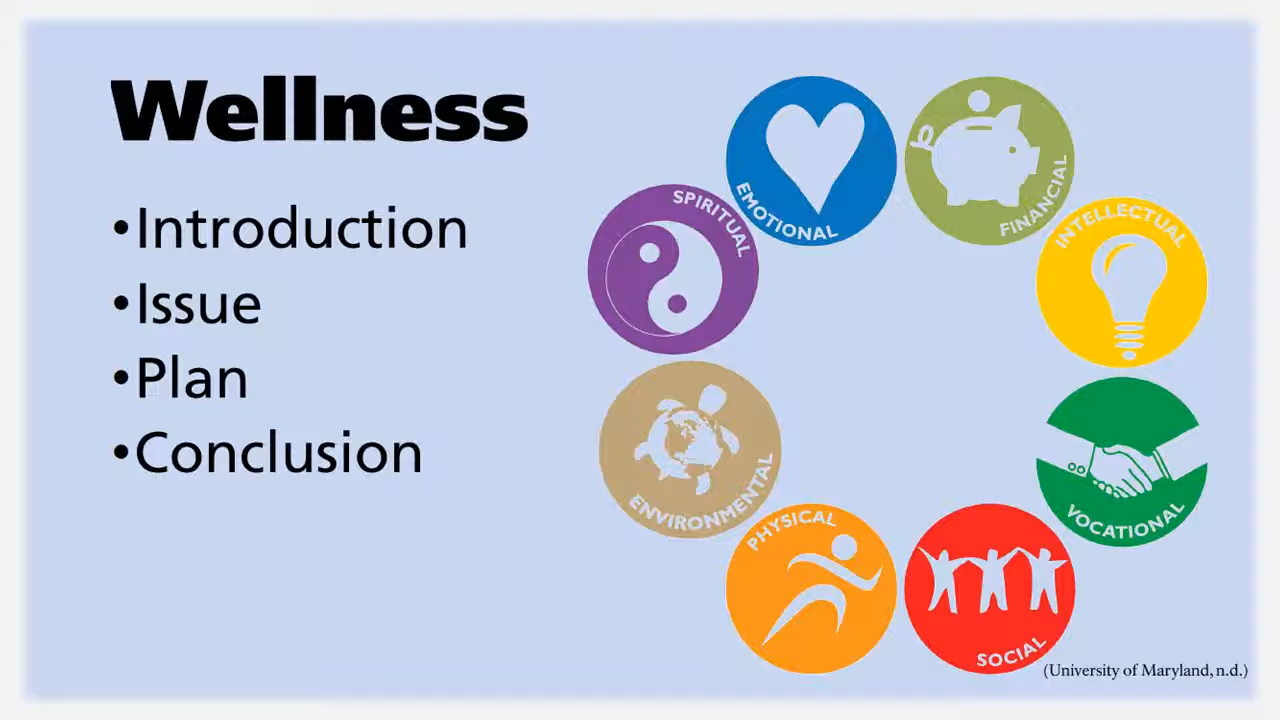 Wellness
•Introduction
•Issue
•Plan
•Conclusion
EMOTIONAL
FINANCIAL
SPIRITUAL
INTELLECTUAL
ENVIRONMENTAL
VOCATIONAL
PHYSICAL
SOCIAL
(University of Maryland, n.d.)